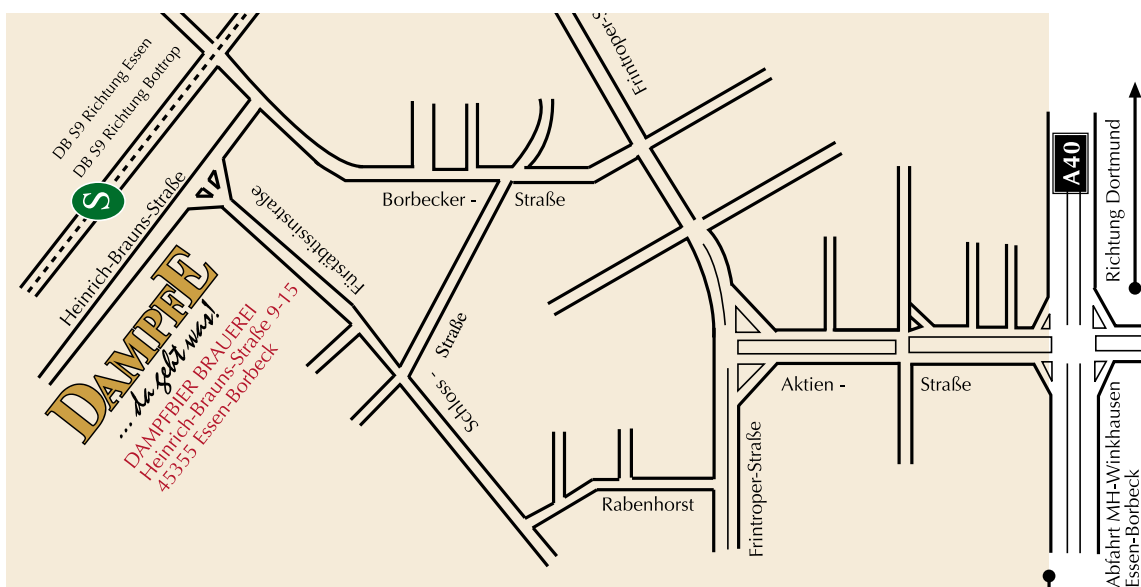 DB S9 Richtung Essen
DB S9 Richtung Bottrop
S
Heinrich-Brauns-Straße
Fürstäbtissinstraße
DAMPFE
... da geht was!
DAMPFBIER BRAUEREI
Heinrich-Brauns-Straße 9-15
45355 Essen-Borbeck
Borbecker - Straße
Schloss - Straße
Frintroper-S
Rabenhorst
Frintroper-Straße
Aktien - Straße
A40
Richtung Dortmund
Abfahrt MH-Winkhausen
Essen-Borbeck